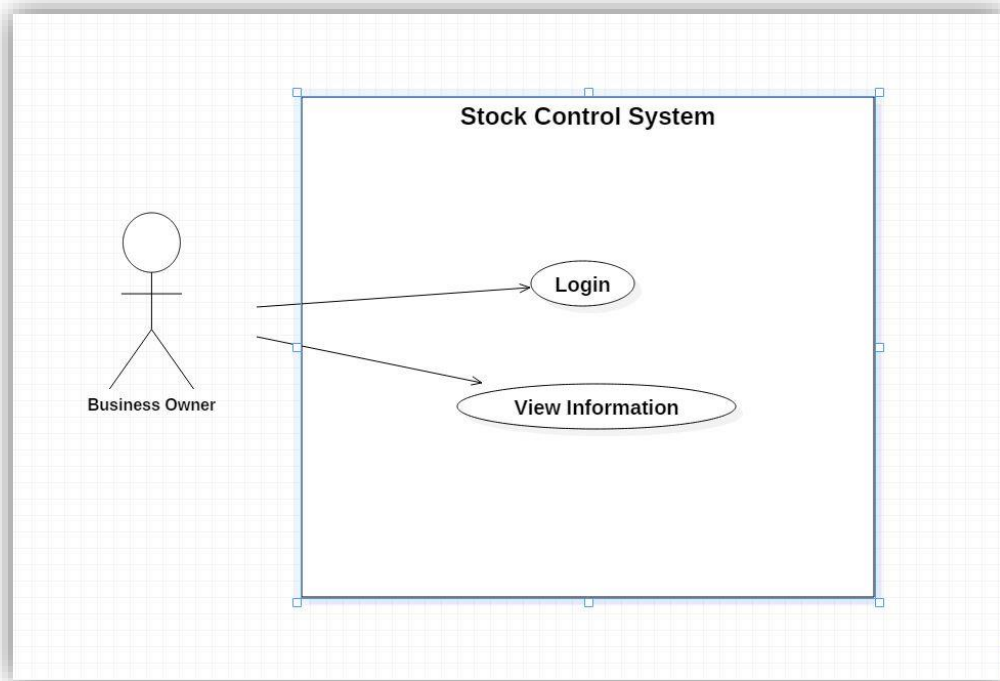 Stock Control System
Login
View Information
Business Owner